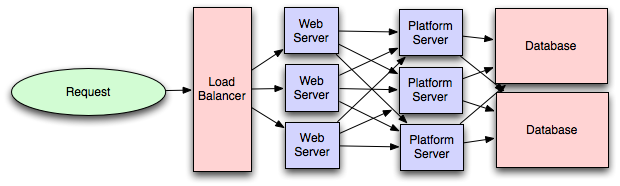 Request
Load
Balancer
Web
Server
Web
Server
Web
Server
Platform
Server
Platform
Server
Platform
Server
Database
Database